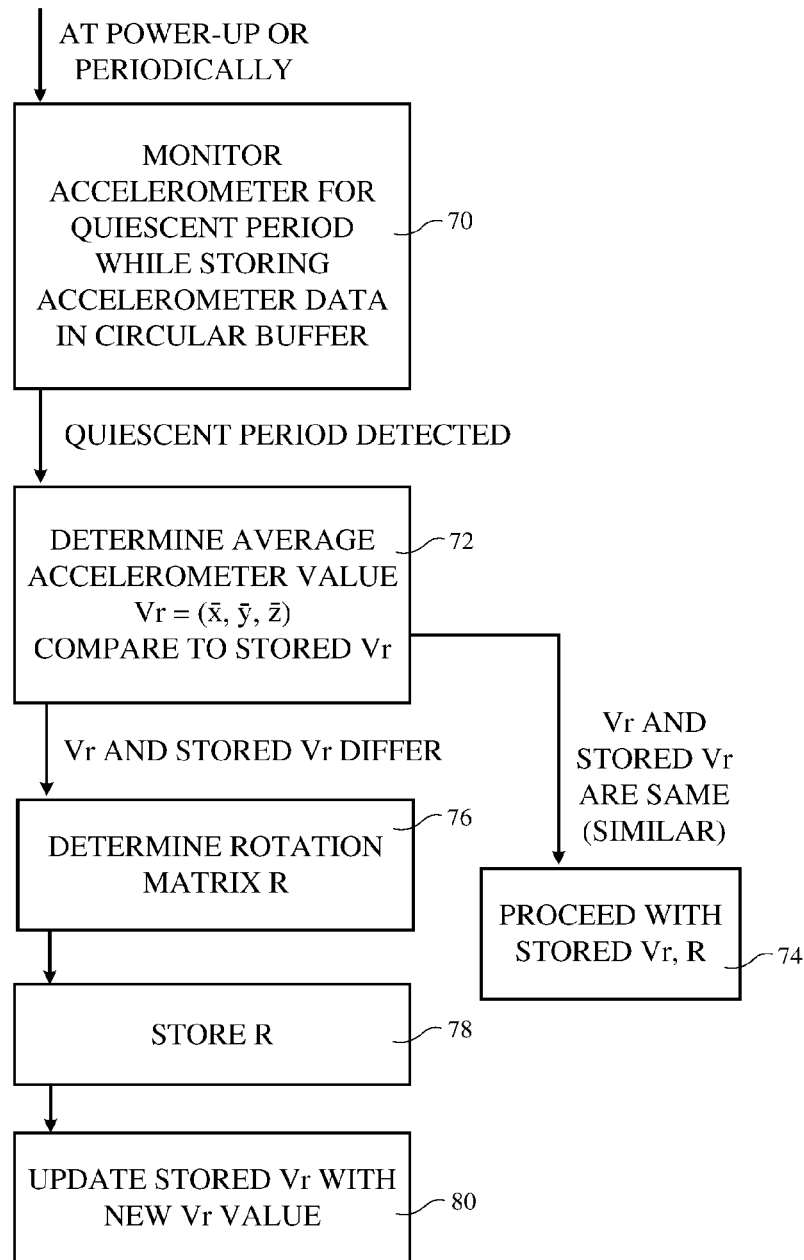 AT POWER-UP OR
PERIODICALLY
MONITOR
ACCELEROMETER FOR
QUIESCENT PERIOD
WHILE STORING
ACCELEROMETER DATA
IN CIRCULAR BUFFER
70
QUIESCENT PERIOD DETECTED
DETERMINE AVERAGE
ACCELEROMETER VALUE
Vr = (x̄, ȳ, z̄)
COMPARE TO STORED Vr
72
Vr AND STORED Vr DIFFER
Vr AND
STORED Vr
ARE SAME
(SIMILAR)
DETERMINE ROTATION
MATRIX R
76
PROCEED WITH
STORED Vr, R
74
STORE R
78
UPDATE STORED Vr WITH
NEW Vr VALUE
80